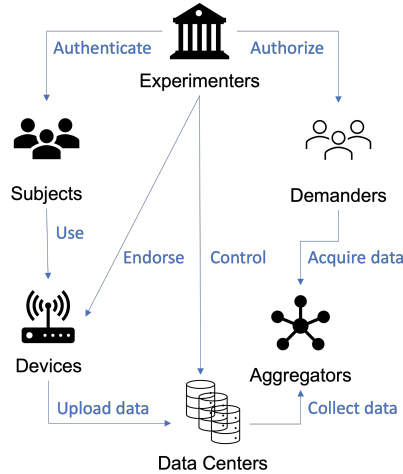 Authenticate
Authorize
Experimenters
Subjects
Demanders
Use
Endorse
Control
Acquire data
Devices
Aggregators
Upload data
Collect data
Data Centers